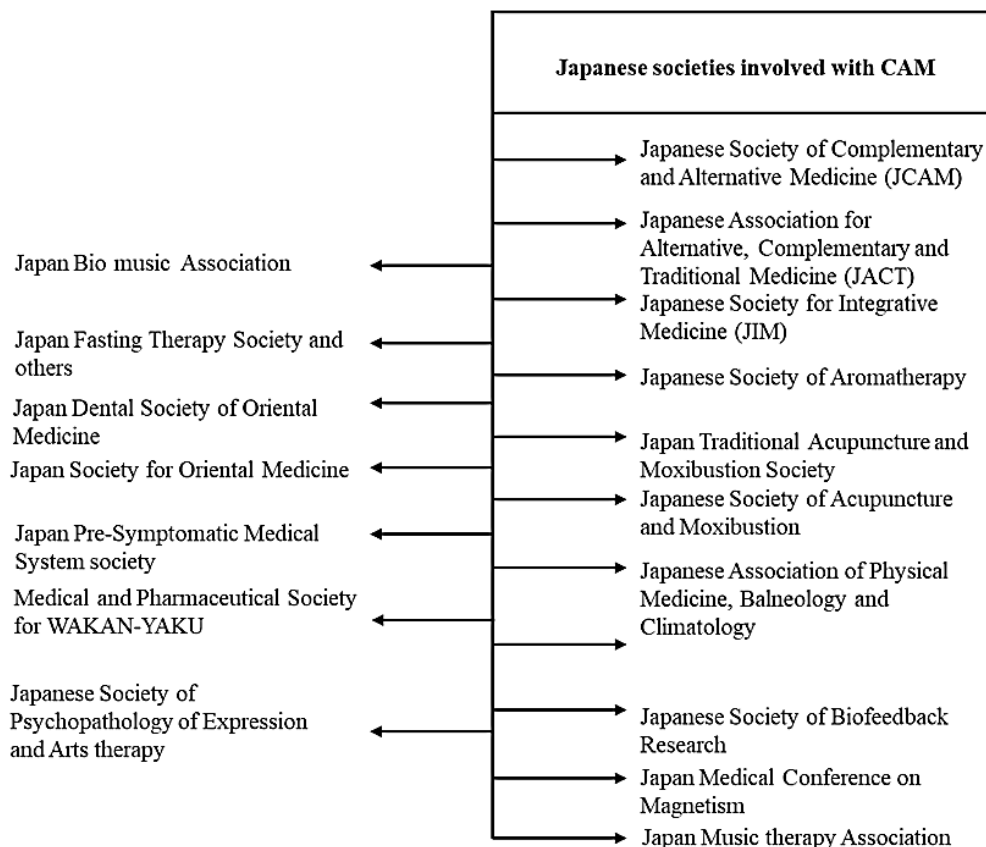 Japanese societies involved with CAM
Japanese Society of Complementary
and Alternative Medicine (JCAM)
Japanese Association for
Alternative, Complementary and
Traditional Medicine (JACT)
Japanese Society for Integrative
Medicine (JIM)
Japanese Society of Aromatherapy
Japan Traditional Acupuncture and
Moxibustion Society
Japanese Society of Acupuncture
and Moxibustion
Japanese Association of Physical
Medicine, Balneology and
Climatology
Japanese Society of Biofeedback
Research
Japan Medical Conference on
Magnetism
Japan Music therapy Association
Japan Bio music Association
Japan Fasting Therapy Society and
others
Japan Dental Society of Oriental
Medicine
Japan Society for Oriental Medicine
Japan Pre-Symptomatic Medical
System society
Medical and Pharmaceutical Society
for WAKAN-YAKU
Japanese Society of
Psychopathology of Expression
and Arts therapy